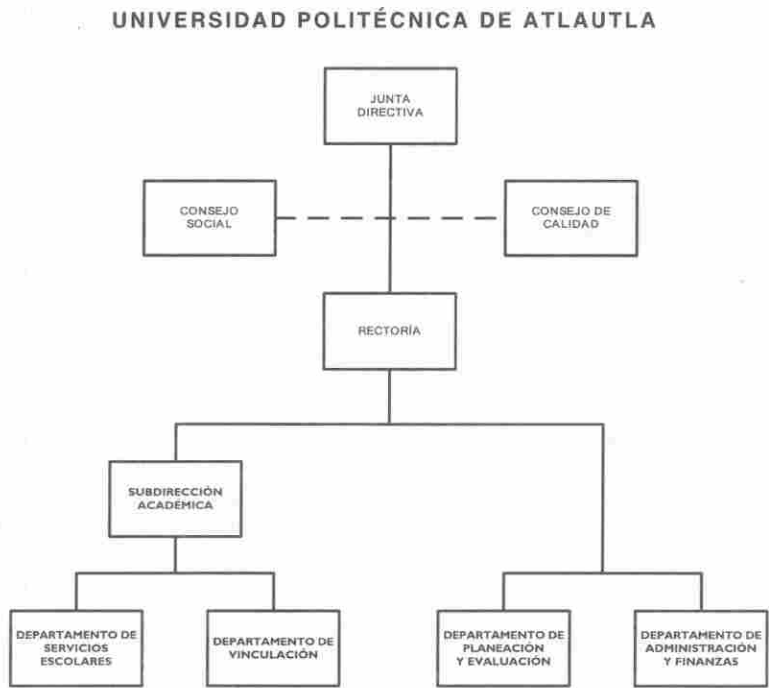 UNIVERSIDAD POLITÉCNICA DE ATLAUTLA
JUNTA
DIRECTIVA
CONSEJO
SOCIAL
CONSEJO DE
CALIDAD
RECTORÍA
SUBDIRECCIÓN
ACADÉMICA
DEPARTAMENTO DE
SERVICIOS
ESCOLARES
DEPARTAMENTO DE
VINCULACIÓN
DEPARTAMENTO DE
PLANEACIÓN
Y EVALUACIÓN
DEPARTAMENTO DE
ADMINISTRACIÓN
Y FINANZAS